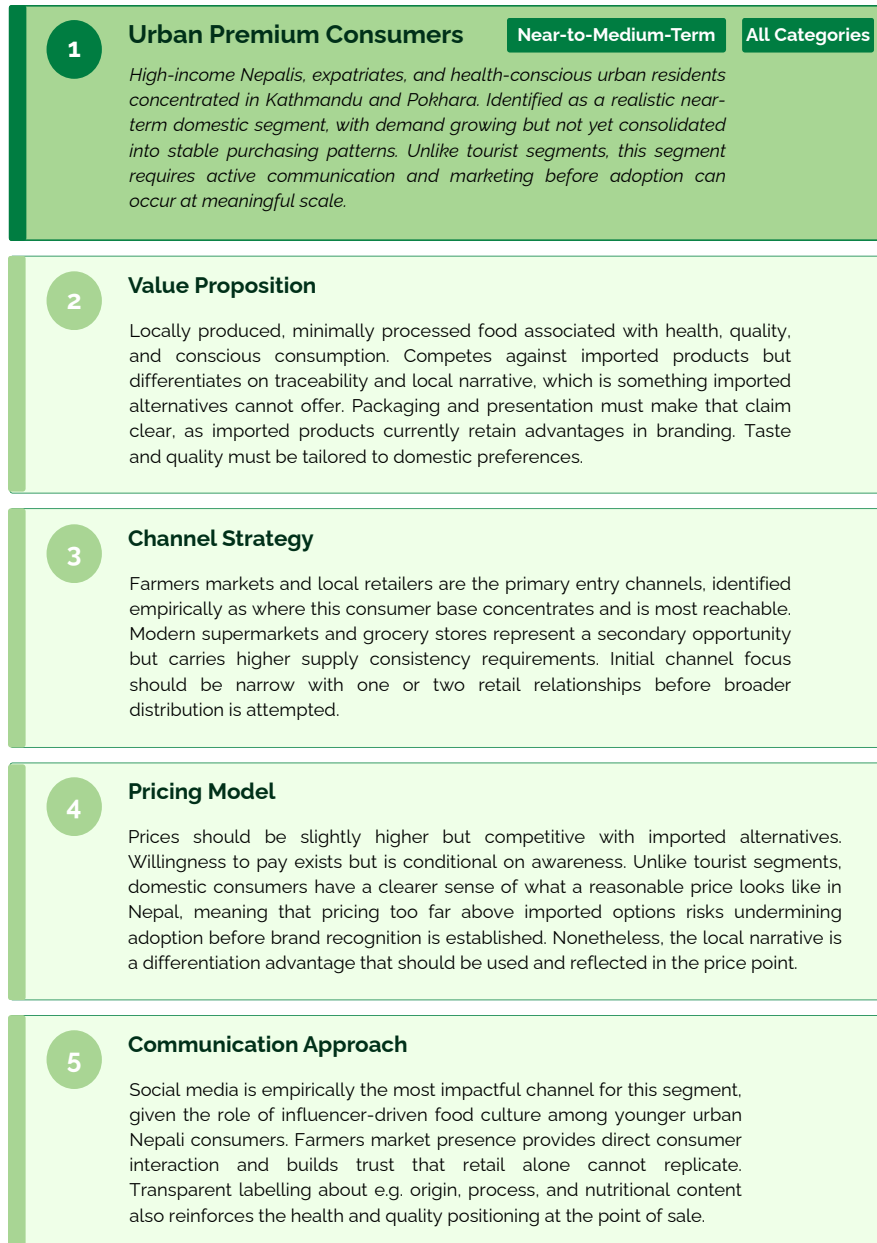 1
Urban Premium Consumers
Near-to-Medium-Term
All Categories
High-income Nepalis, expatriates, and health-conscious urban residents
concentrated in Kathmandu and Pokhara. Identified as a realistic near-
term domestic segment, with demand growing but not yet consolidated
into stable purchasing patterns. Unlike tourist segments, this segment
requires active communication and marketing before adoption can
occur at meaningful scale.
2
Value Proposition
Locally produced, minimally processed food associated with health, quality,
and conscious consumption. Competes against imported products but
differentiates on traceability and local narrative, which is something imported
alternatives cannot offer. Packaging and presentation must make that claim
clear, as imported products currently retain advantages in branding. Taste
and quality must be tailored to domestic preferences.
3
Channel Strategy
Farmers markets and local retailers are the primary entry channels, identified
empirically as where this consumer base concentrates and is most reachable.
Modern supermarkets and grocery stores represent a secondary opportunity
but carries higher supply consistency requirements. Initial channel focus
should be narrow with one or two retail relationships before broader
distribution is attempted.
4
Pricing Model
Prices should be slightly higher but competitive with imported alternatives.
Willingness to pay exists but is conditional on awareness. Unlike tourist segments,
domestic consumers have a clearer sense of what a reasonable price looks like in
Nepal, meaning that pricing too far above imported options risks undermining
adoption before brand recognition is established. Nonetheless, the local narrative is
a differentiation advantage that should be used and reflected in the price point.
5
Communication Approach
Social media is empirically the most impactful channel for this segment,
given the role of influencer-driven food culture among younger urban
Nepali consumers. Farmers market presence provides direct consumer
interaction and builds trust that retail alone cannot replicate.
Transparent labelling about e.g. origin, process, and nutritional content
also reinforces the health and quality positioning at the point of sale.